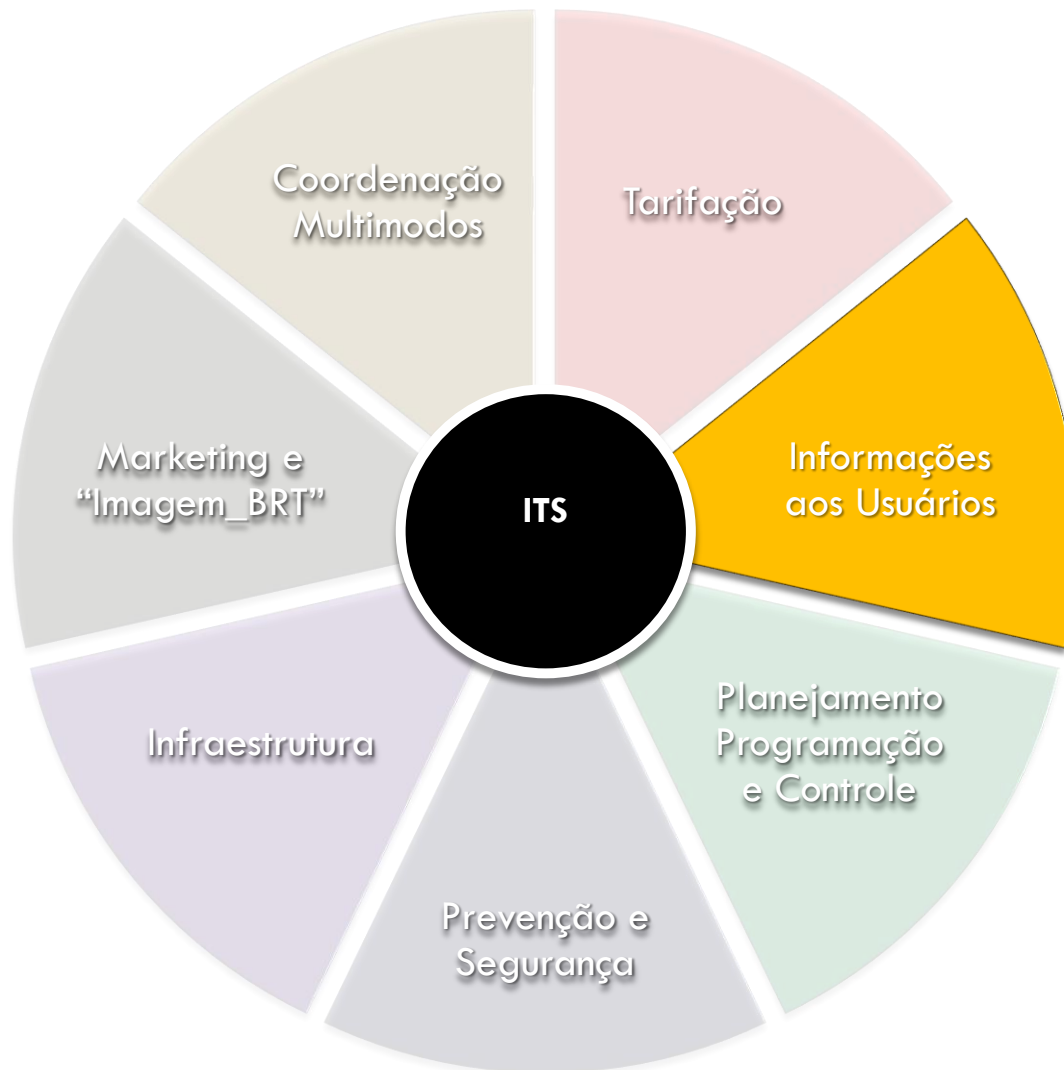 Coordenação
Multimodos
Tarifação
Marketing e
“Imagem_BRT”
ITS
Informações
aos Usuários
Infraestrutura
Planejamento
Programação
e Controle
Prevenção e
Segurança